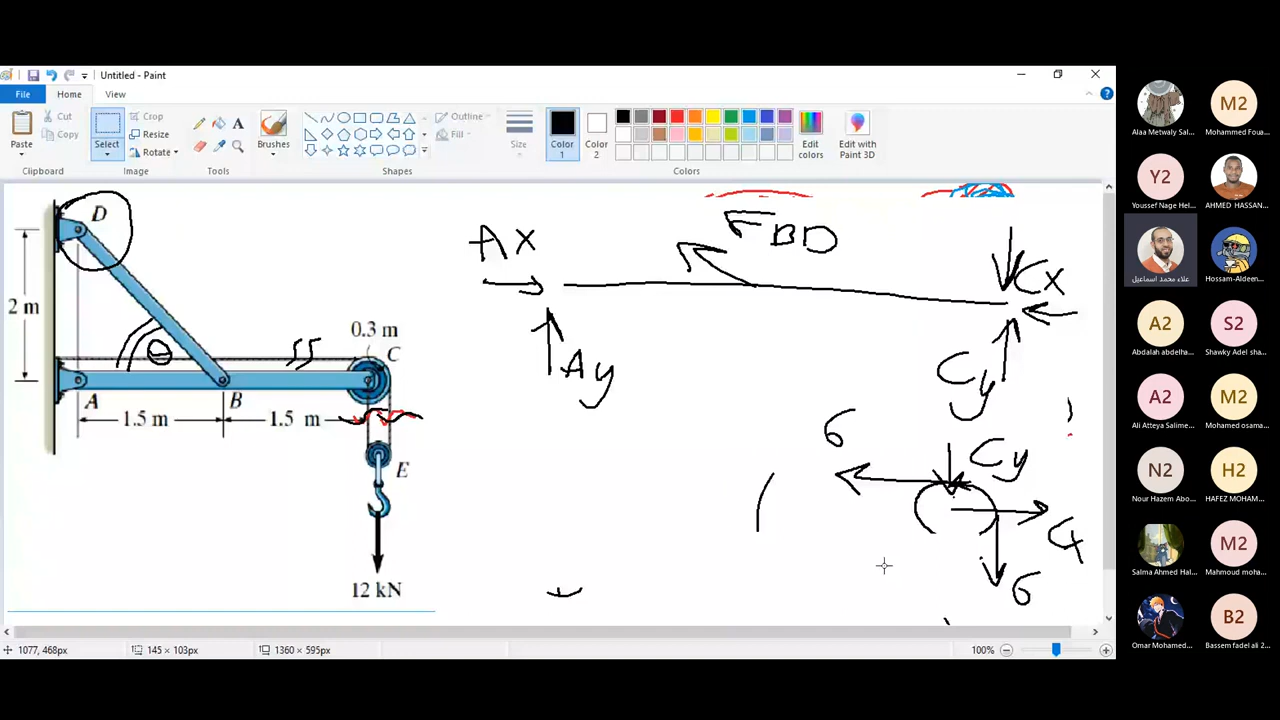 Untitled - Paint
File
Home
View
Paste
Cut
Copy
Clipboard
Select
Crop
Resize
Rotate
Image
A
Tools
Brushes
Outline
Fill
Shapes
Size
Color 1
Color 2
Edit colors
Edit with Paint 3D
Colors
D
2 m
θ
0.3 m
C
A
B
1.5 m
1.5 m
E
12 kN
AX
Ay
BD
CX
Cy
6
Cy
Cx
6
1077, 468px
145 × 103px
1360 × 595px
100%
Alaa Metwaly Sal...
M2
Mohammed Foua...
Y2
Youssef Nage Hel...
AHMED HASSAN...
علاء محمد اسماعيل
Hossam-Aldeen...
A2
Abdalah abdelha...
S2
Shawky Adel sha...
A2
Ali Atteya Salime...
M2
Mohamed osama...
N2
Nour Hazem Abo...
H2
HAFEZ MOHAM...
Salma Ahmed Hal...
M2
Mahmoud moha...
Omar Mohamed...
B2
Bassem fadel ali 2...